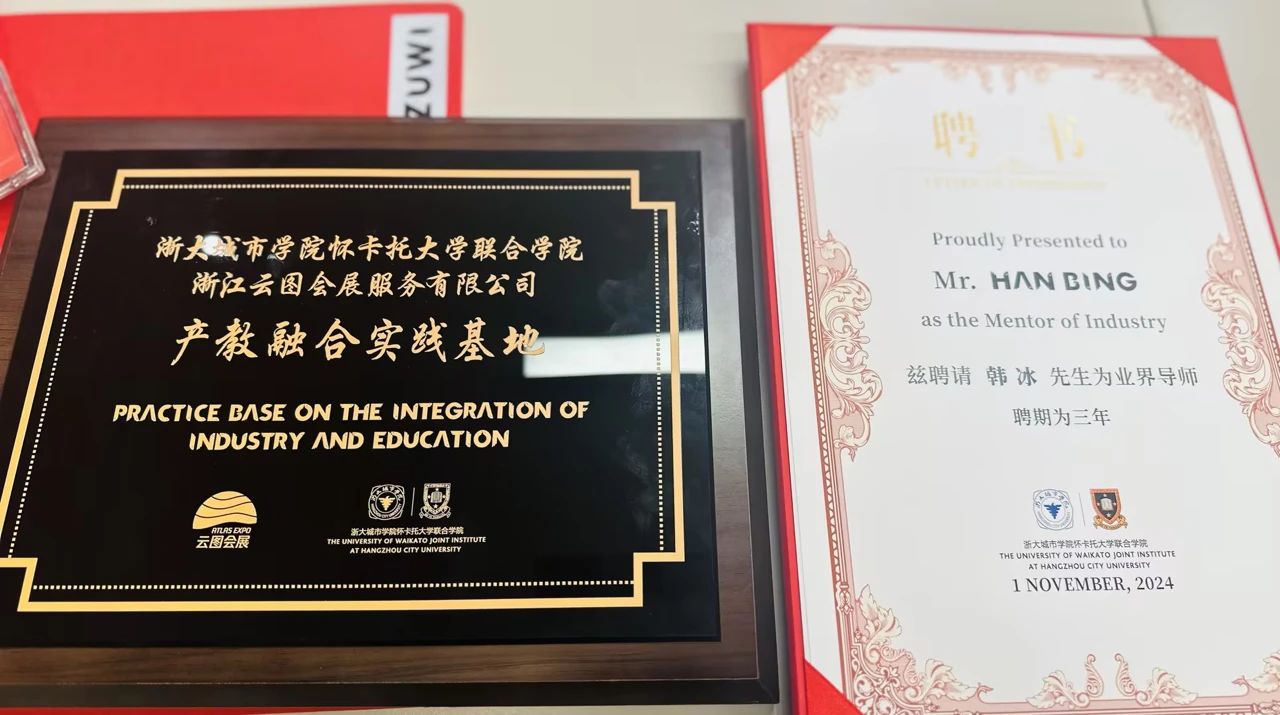 ZUWI
浙大城市学院怀卡托大学联合学院
浙江云图会展服务有限公司
产教融合实践基地
PRACTICE BASE ON THE INTEGRATION OF
INDUSTRY AND EDUCATION
ATLAS EXPO
云图会展
浙大城市学院怀卡托大学联合学院
THE UNIVERSITY OF WAIKATO JOINT INSTITUTE
AT HANGZHOU CITY UNIVERSITY
聘书
Proudly Presented to
Mr. HAN BING
as the Mentor of Industry
兹聘请 韩冰 先生为业界导师
聘期为三年
浙大城市学院怀卡托大学联合学院
THE UNIVERSITY OF WAIKATO JOINT INSTITUTE
AT HANGZHOU CITY UNIVERSITY
1 NOVEMBER, 2024